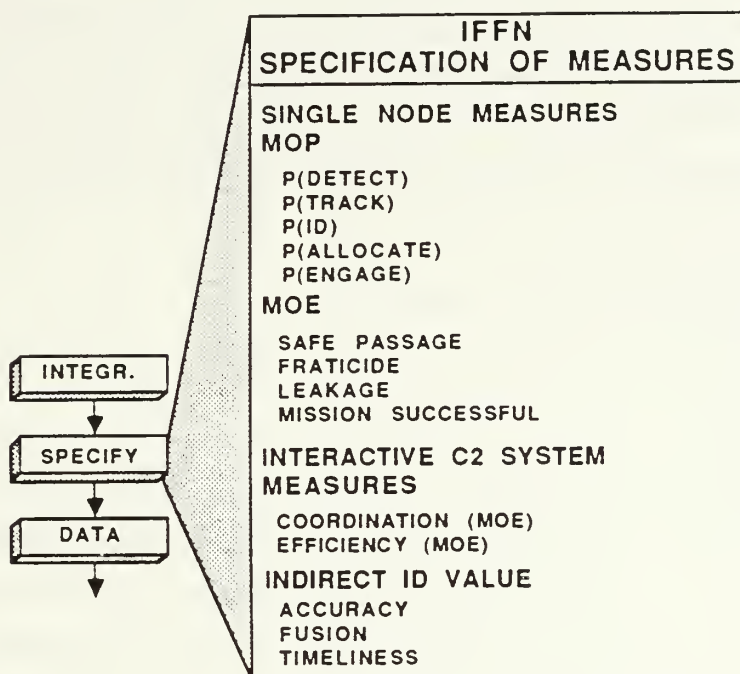 IFFN
SPECIFICATION OF MEASURES
SINGLE NODE MEASURES
MOP
P(DETECT)
P(TRACK)
P(ID)
P(ALLOCATE)
P(ENGAGE)
MOE
SAFE PASSAGE
FRATICIDE
LEAKAGE
MISSION SUCCESSFUL
INTERACTIVE C2 SYSTEM
MEASURES
COORDINATION (MOE)
EFFICIENCY (MOE)
INDIRECT ID VALUE
ACCURACY
FUSION
TIMELINESS
INTEGR.
SPECIFY
DATA